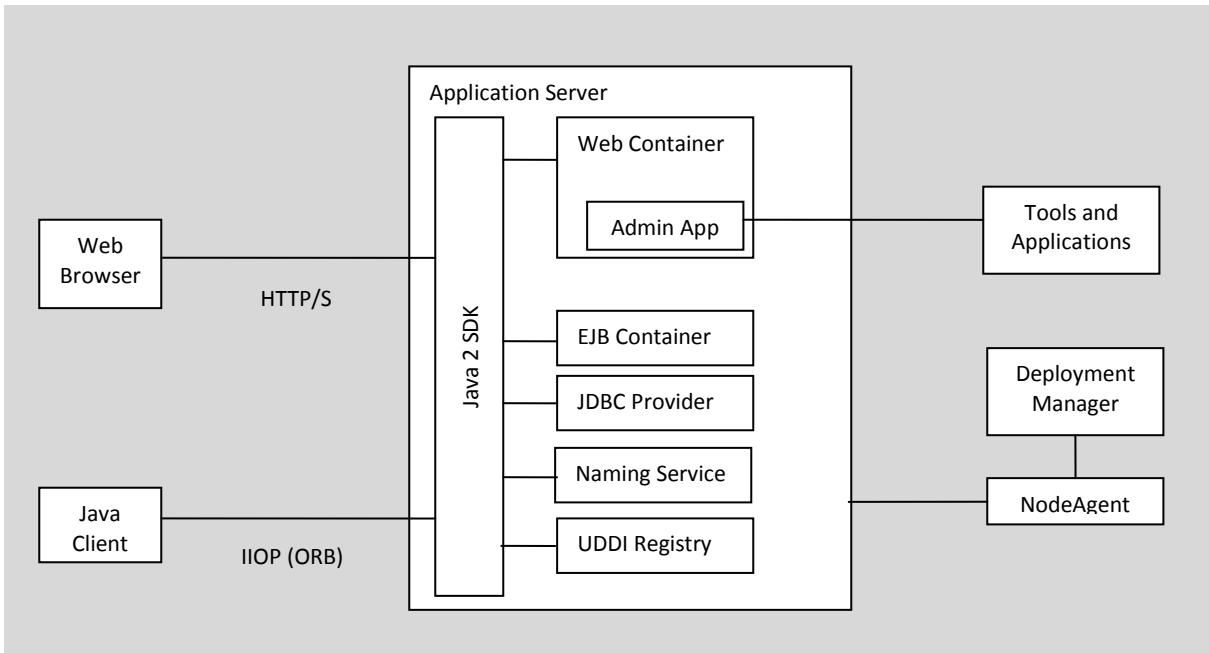 Application Server
Web Container
Admin App
Tools and
Applications
Web
Browser
HTTP/S
Java 2 SDK
EJB Container
JDBC Provider
Naming Service
UDDI Registry
Deployment
Manager
NodeAgent
Java
Client
IIOP (ORB)